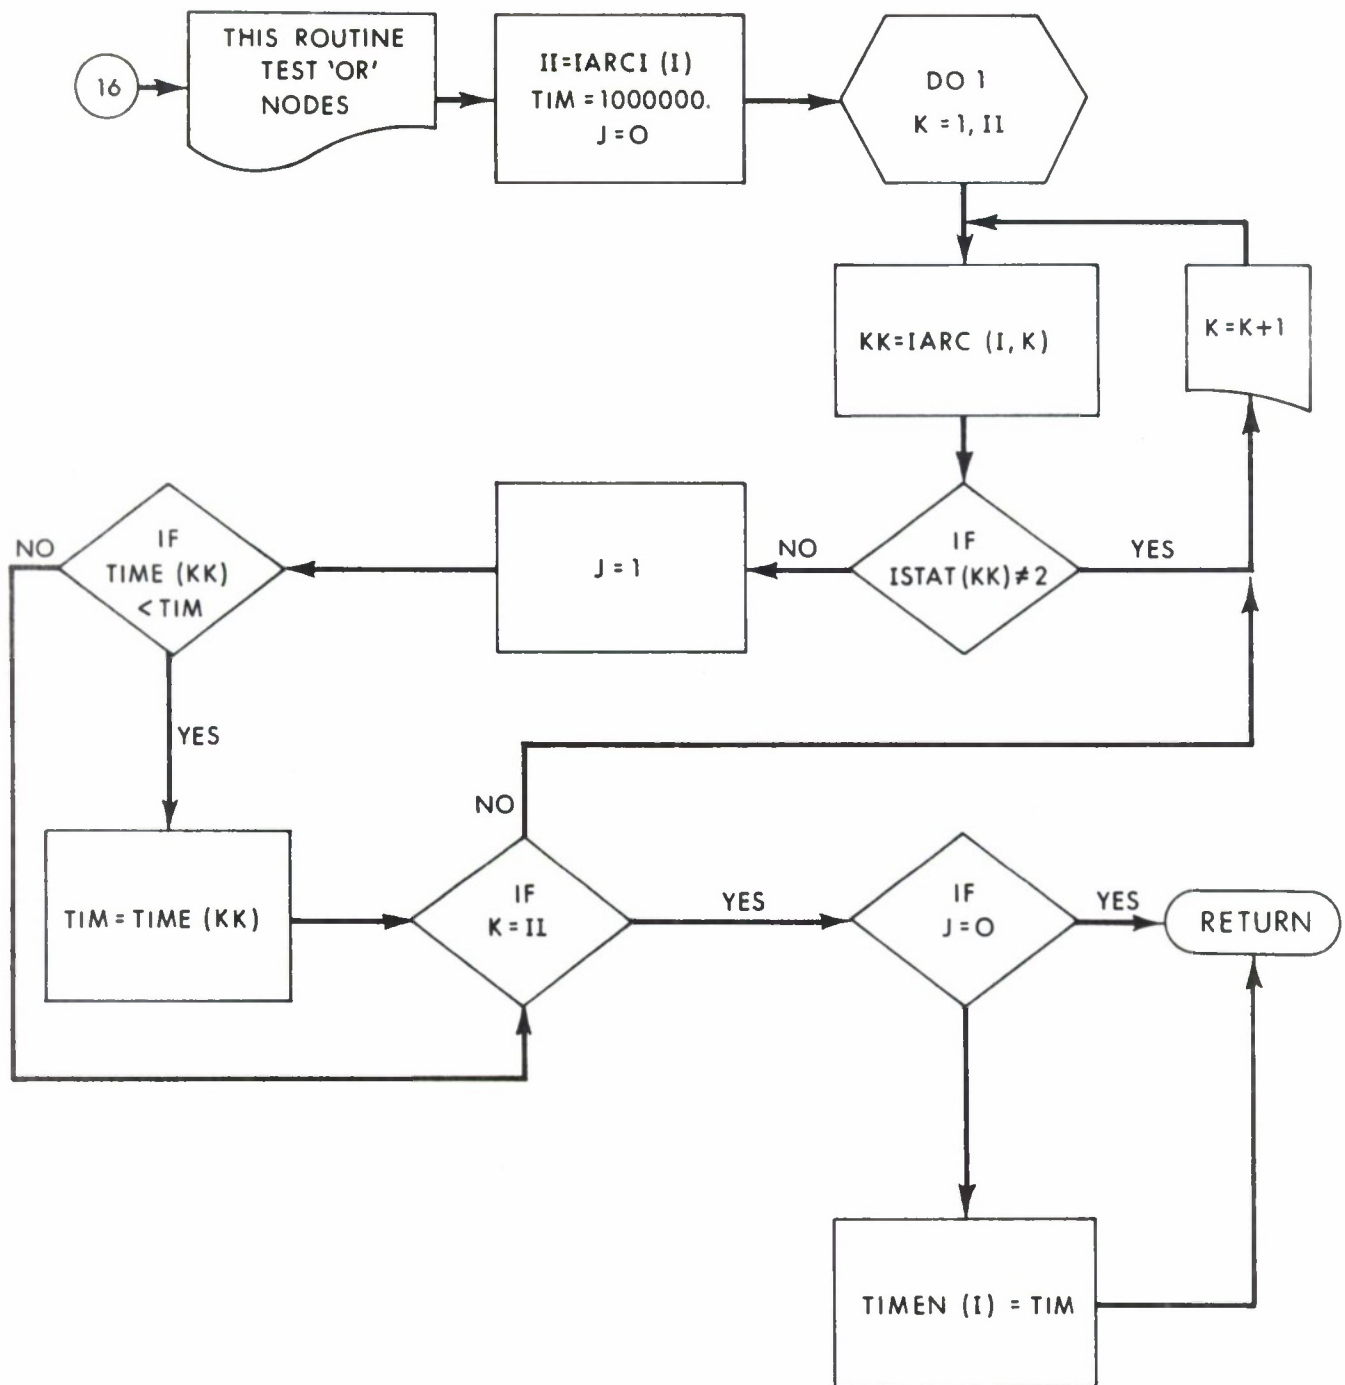 16
THIS ROUTINE
TEST 'OR'
NODES
II=IARCI (I)
TIM = 1000000.
J=O
DO 1
K = 1, II
KK=IARC (I, K)
K=K+1
IF
ISTAT(KK)≠2
YES
NO
J = 1
IF
TIME (KK)
< TIM
NO
YES
TIM = TIME (KK)
IF
K = II
NO
YES
IF
J=O
YES
RETURN
TIMEN (I) = TIM